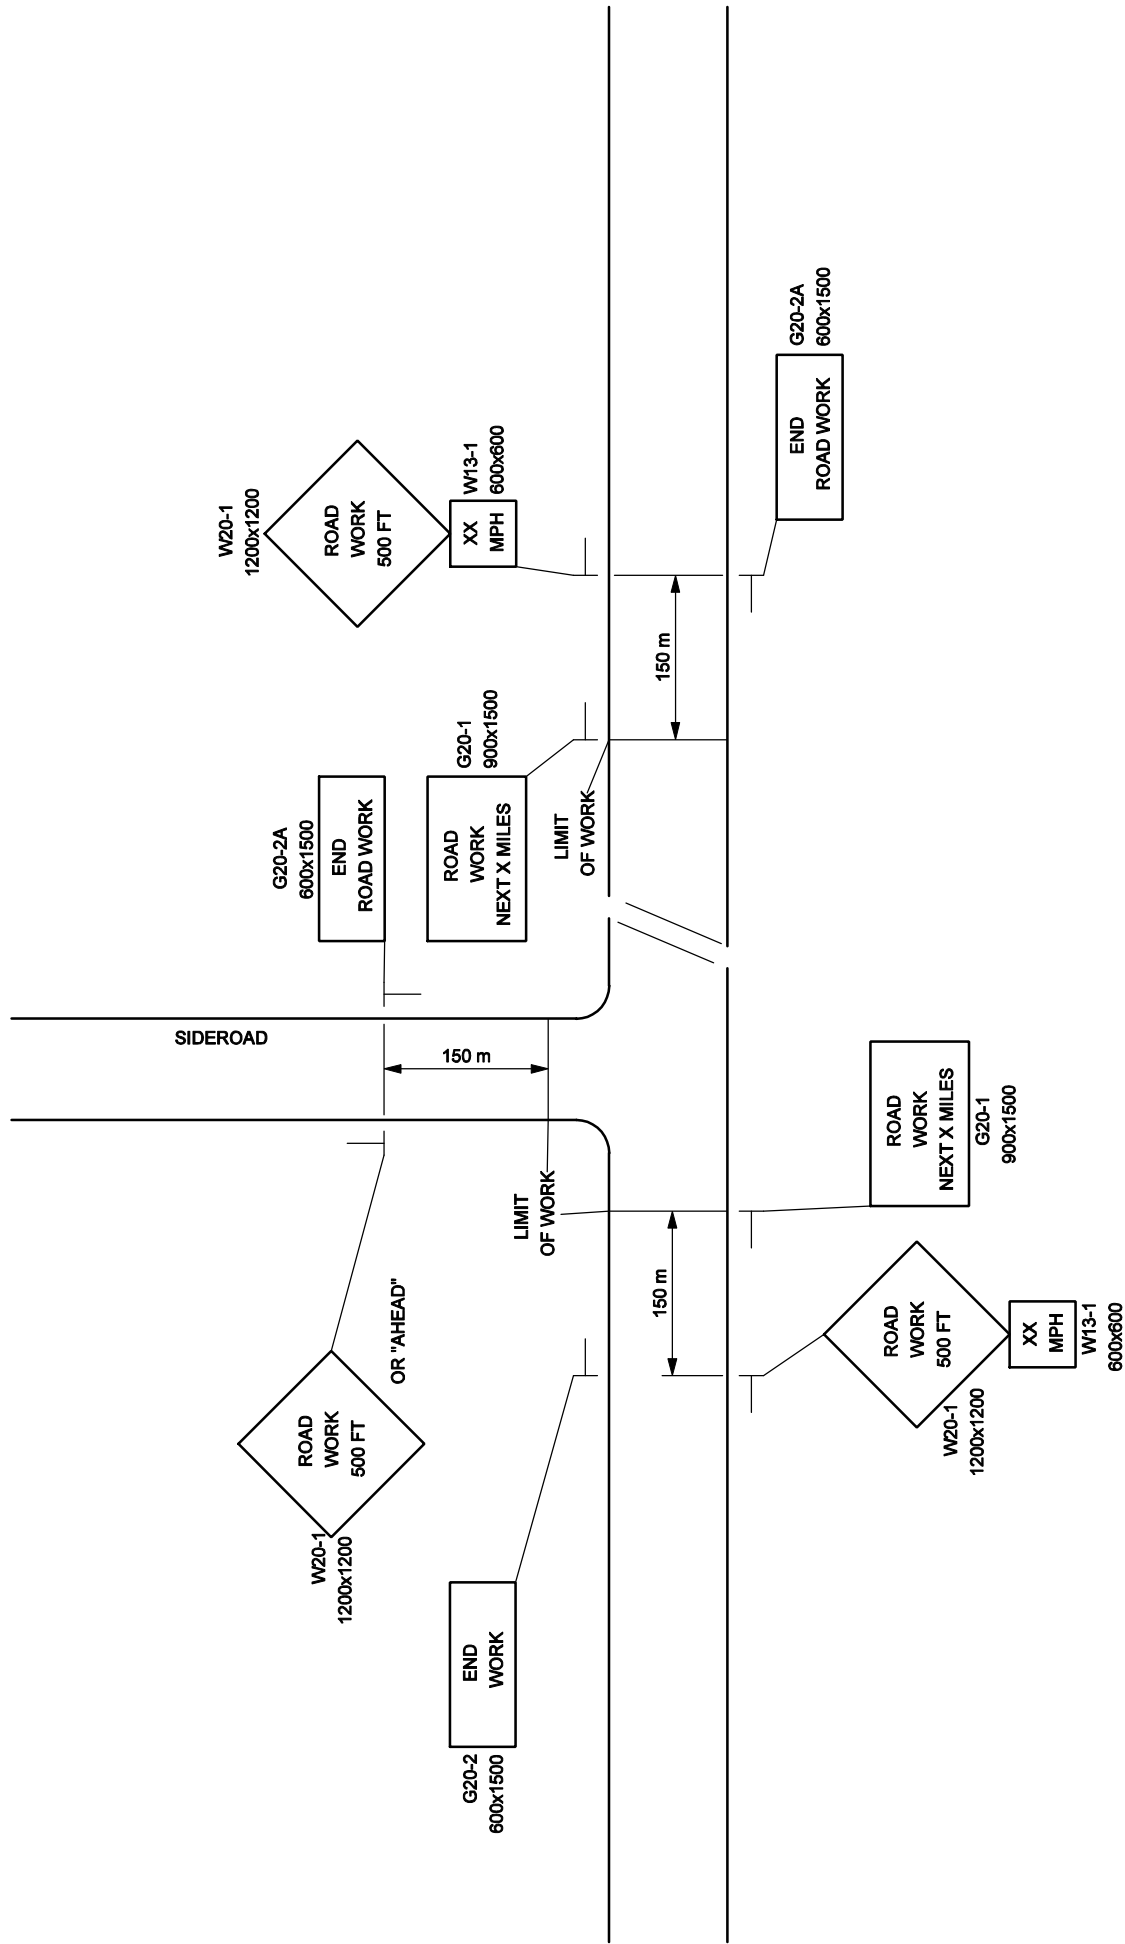 W20-1
1200x1200
ROAD
WORK
500 FT
XX
MPH
W13-1
600x600
G20-2A
600x1500
END
ROAD WORK
G20-1
900x1500
ROAD
WORK
NEXT X MILES
LIMIT
OF WORK
150 m
END
ROAD WORK
G20-2A
600x1500
SIDEROAD
150 m
LIMIT
OF WORK
150 m
ROAD
WORK
NEXT X MILES
G20-1
900x1500
OR "AHEAD"
ROAD
WORK
500 FT
W20-1
1200x1200
ROAD
WORK
500 FT
W20-1
1200x1200
XX
MPH
W13-1
600x600
END
WORK
G20-2
600x1500